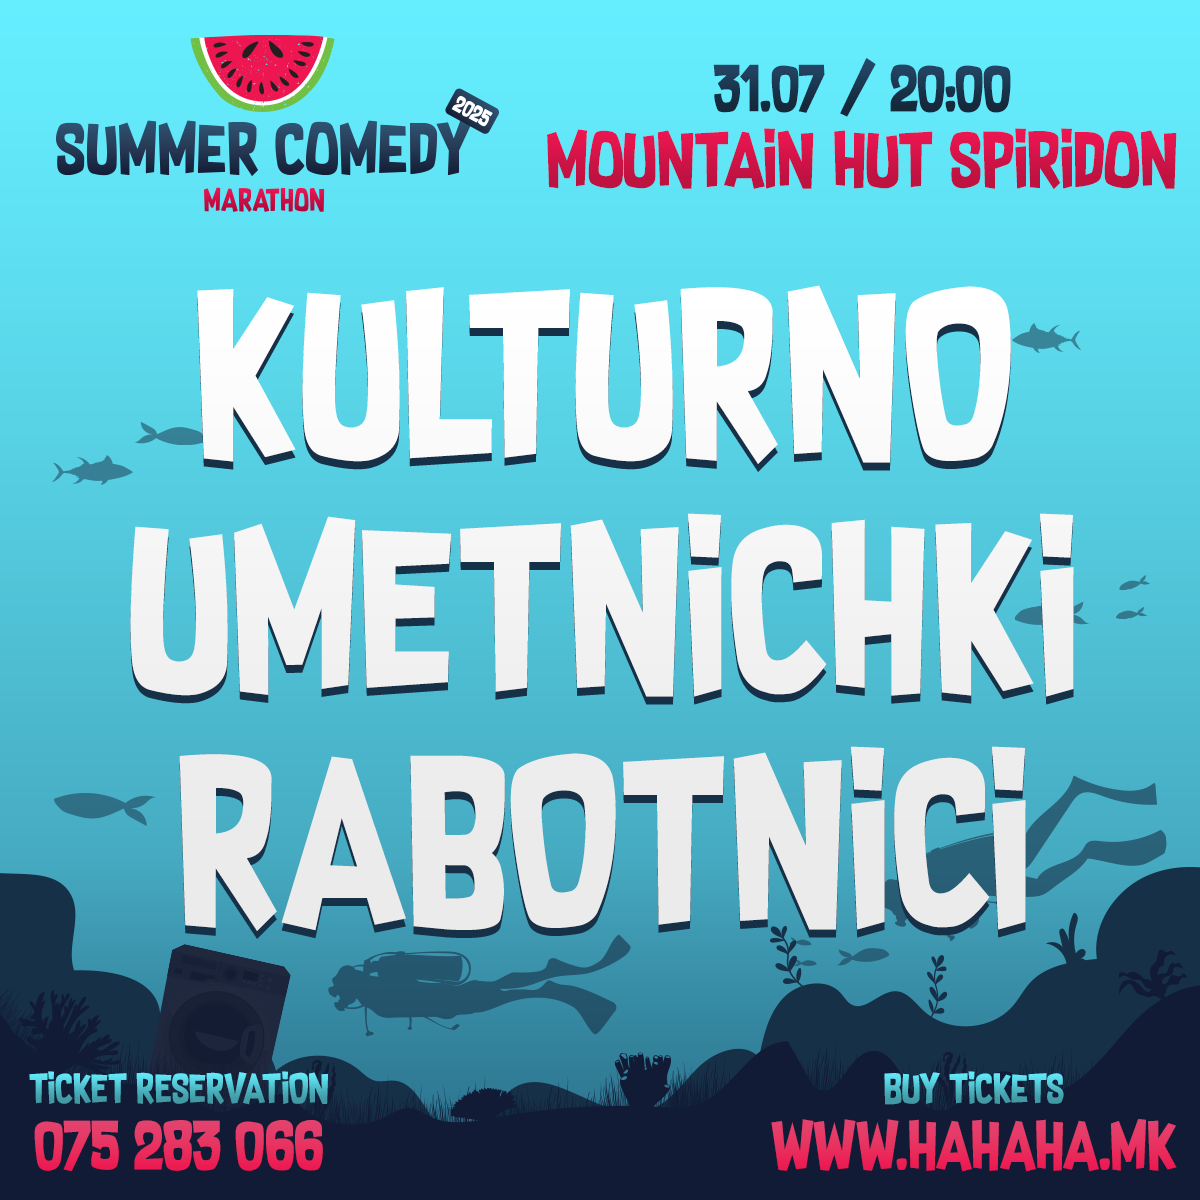 SUMMER COMEDY 2025
MARATHON
31.07 / 20:00
MOUNTAiN HUT SPiRiDON
KULTURNO
UMETNiCHKi
RABOTNiCi
TiCKET RESERVATiON
075 283 066
BUY TiCKETS
WWW.HAHAHA.MK